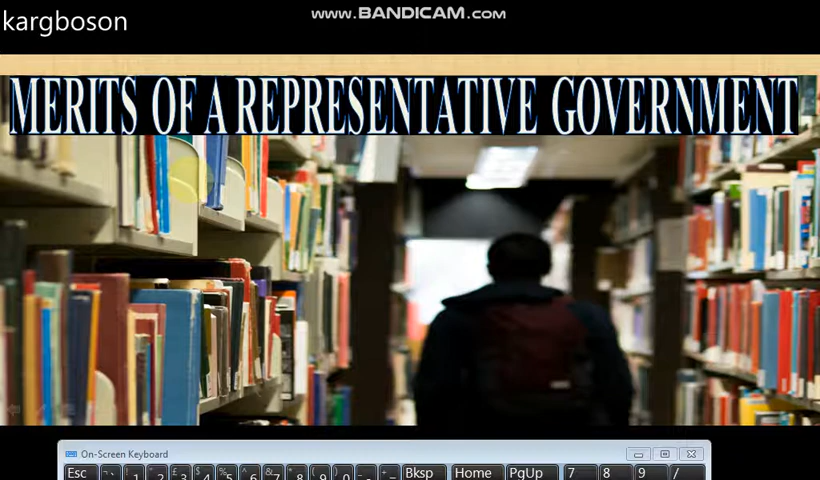 www.BANDICAM.com
kargboson
MERITS OF A REPRESENTATIVE GOVERNMENT
On-Screen Keyboard
Esc ¬ ` ! 1 " 2 £ 3 $ 4 % 5 ^ 6 & 7 * 8 ( 9 ) 0 _ - + = Bksp Home PgUp 7 8 9 /